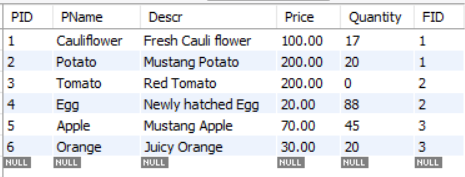 PID PName Descr Price Quantity FID
1 Cauliflower Fresh Cauli flower 100.00 17 1
2 Potato Mustang Potato 200.00 20 1
3 Tomato Red Tomato 200.00 0 2
4 Egg Newly hatched Egg 20.00 88 2
5 Apple Mustang Apple 70.00 45 3
6 Orange Juicy Orange 30.00 20 3
NULL NULL NULL NULL NULL NULL